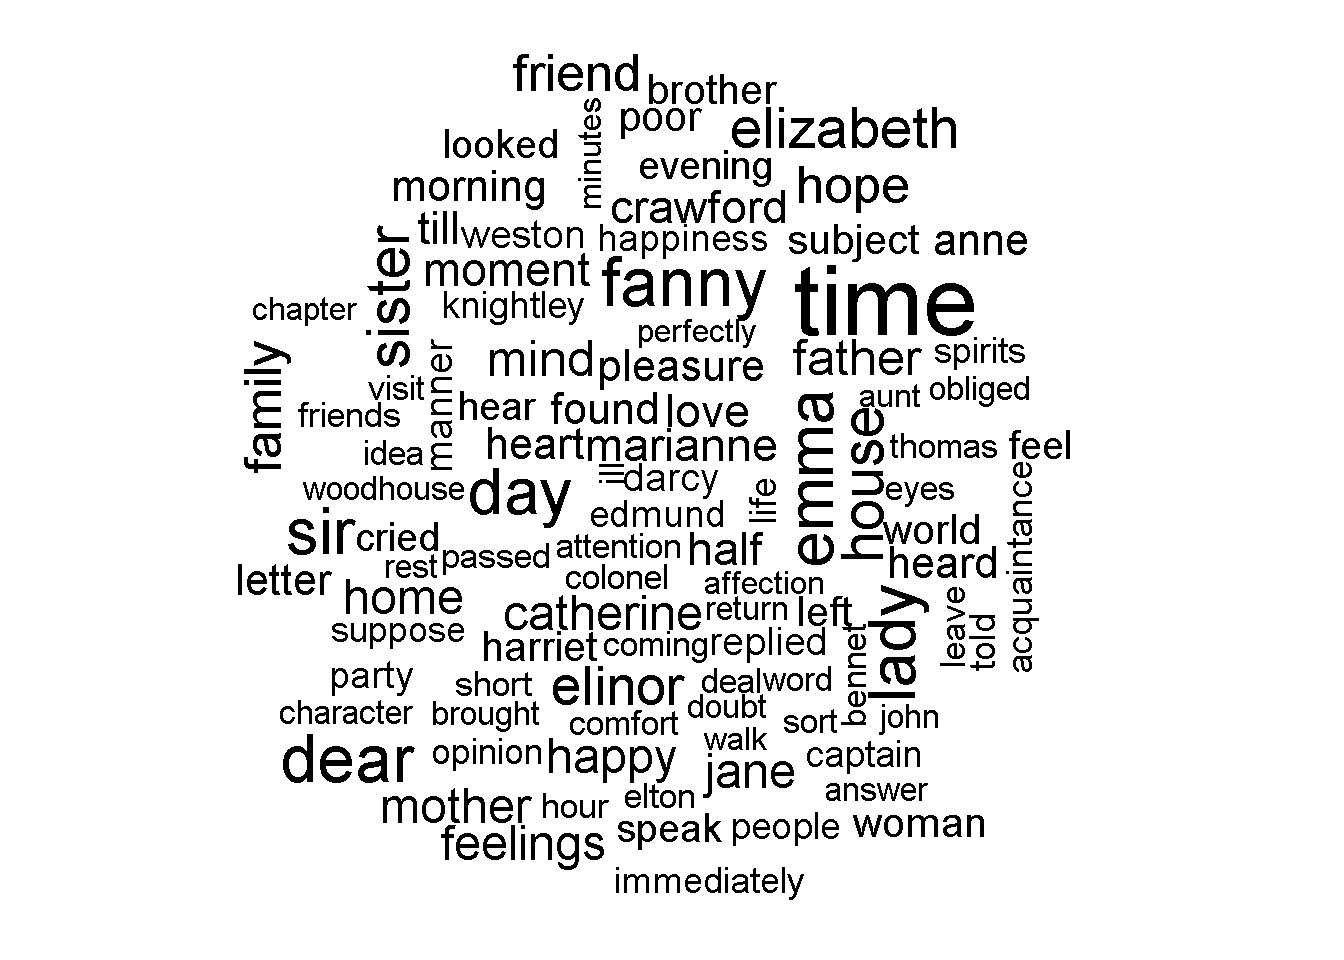 friend
brother
minutes
poor
elizabeth
looked
evening
morning
hope
crawford
sister
till
weston
happiness
subject
anne
moment
fanny
time
chapter
knightley
perfectly
family
manner
mind
pleasure
father
spirits
visit
aunt
obliged
friends
hear
found
love
emma
house
idea
heart
marianne
thomas
feel
woodhouse
day
ill
darcy
life
eyes
acquaintance
edmund
sir
cried
world
rest
passed
attention
half
heard
letter
home
colonel
affection
catherine
return
left
lady
leave
told
suppose
harriet
coming
replied
bennet
party
short
elinor
deal
word
character
brought
comfort
doubt
sort
john
dear
opinion
happy
walk
jane
captain
answer
mother
hour
elton
feelings
speak
people
woman
immediately